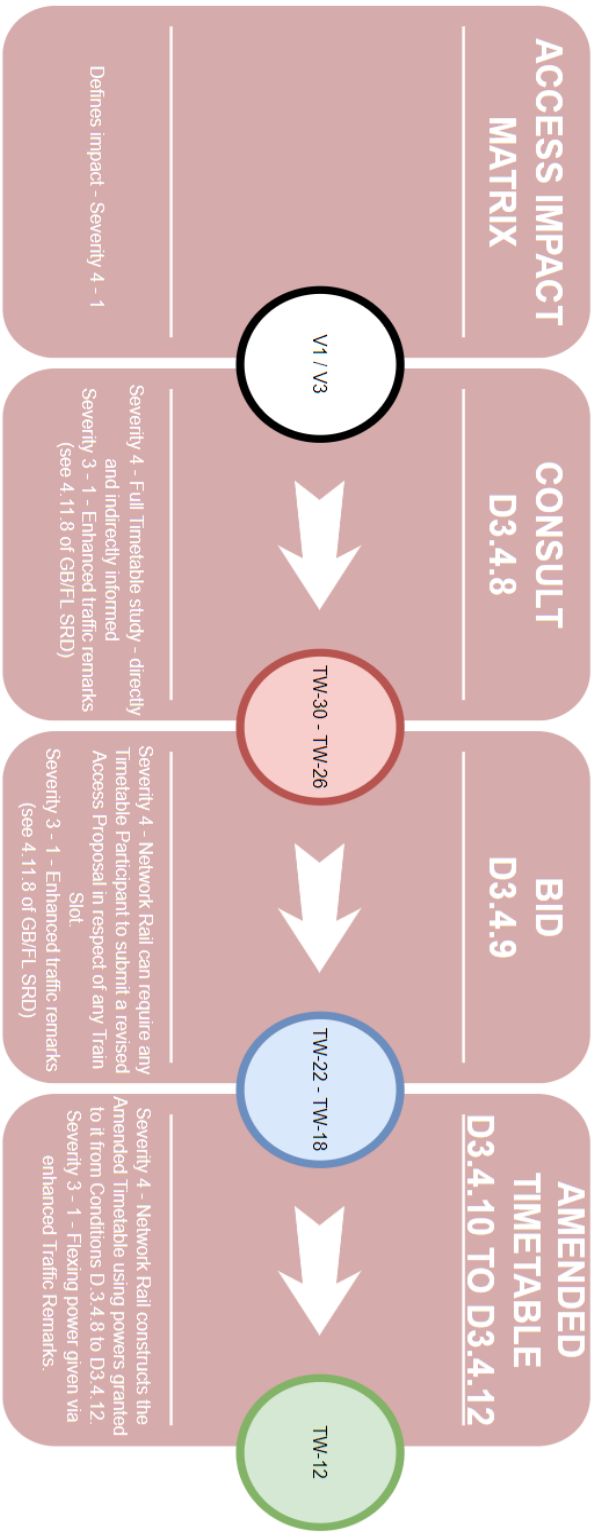 ACCESS IMPACT
MATRIX
Defines impact - Severity 4 - 1
V1 / V3
CONSULT
D3.4.8
Severity 4 - Full Timetable study - directly
and indirectly informed
Severity 3 - 1 - Enhanced traffic remarks
(see 4.11.8 of GB/FL SRD)
TW-30 - TW-26
BID
D3.4.9
Severity 4 - Network Rail can require any
Timetable Participant to submit a revised
Access Proposal in respect of any Train
Slot.
Severity 3 - 1 - Enhanced traffic remarks
(see 4.11.8 of GB/FL SRD)
TW-22 - TW-18
AMENDED
TIMETABLE
D3.4.10 TO D3.4.12
Severity 4 - Network Rail constructs the
Amended Timetable using powers granted
to it from Conditions D.3.4.8 to D3.4.12.
Severity 3 - 1 - Flexing power given via
enhanced Traffic Remarks.
TW-12